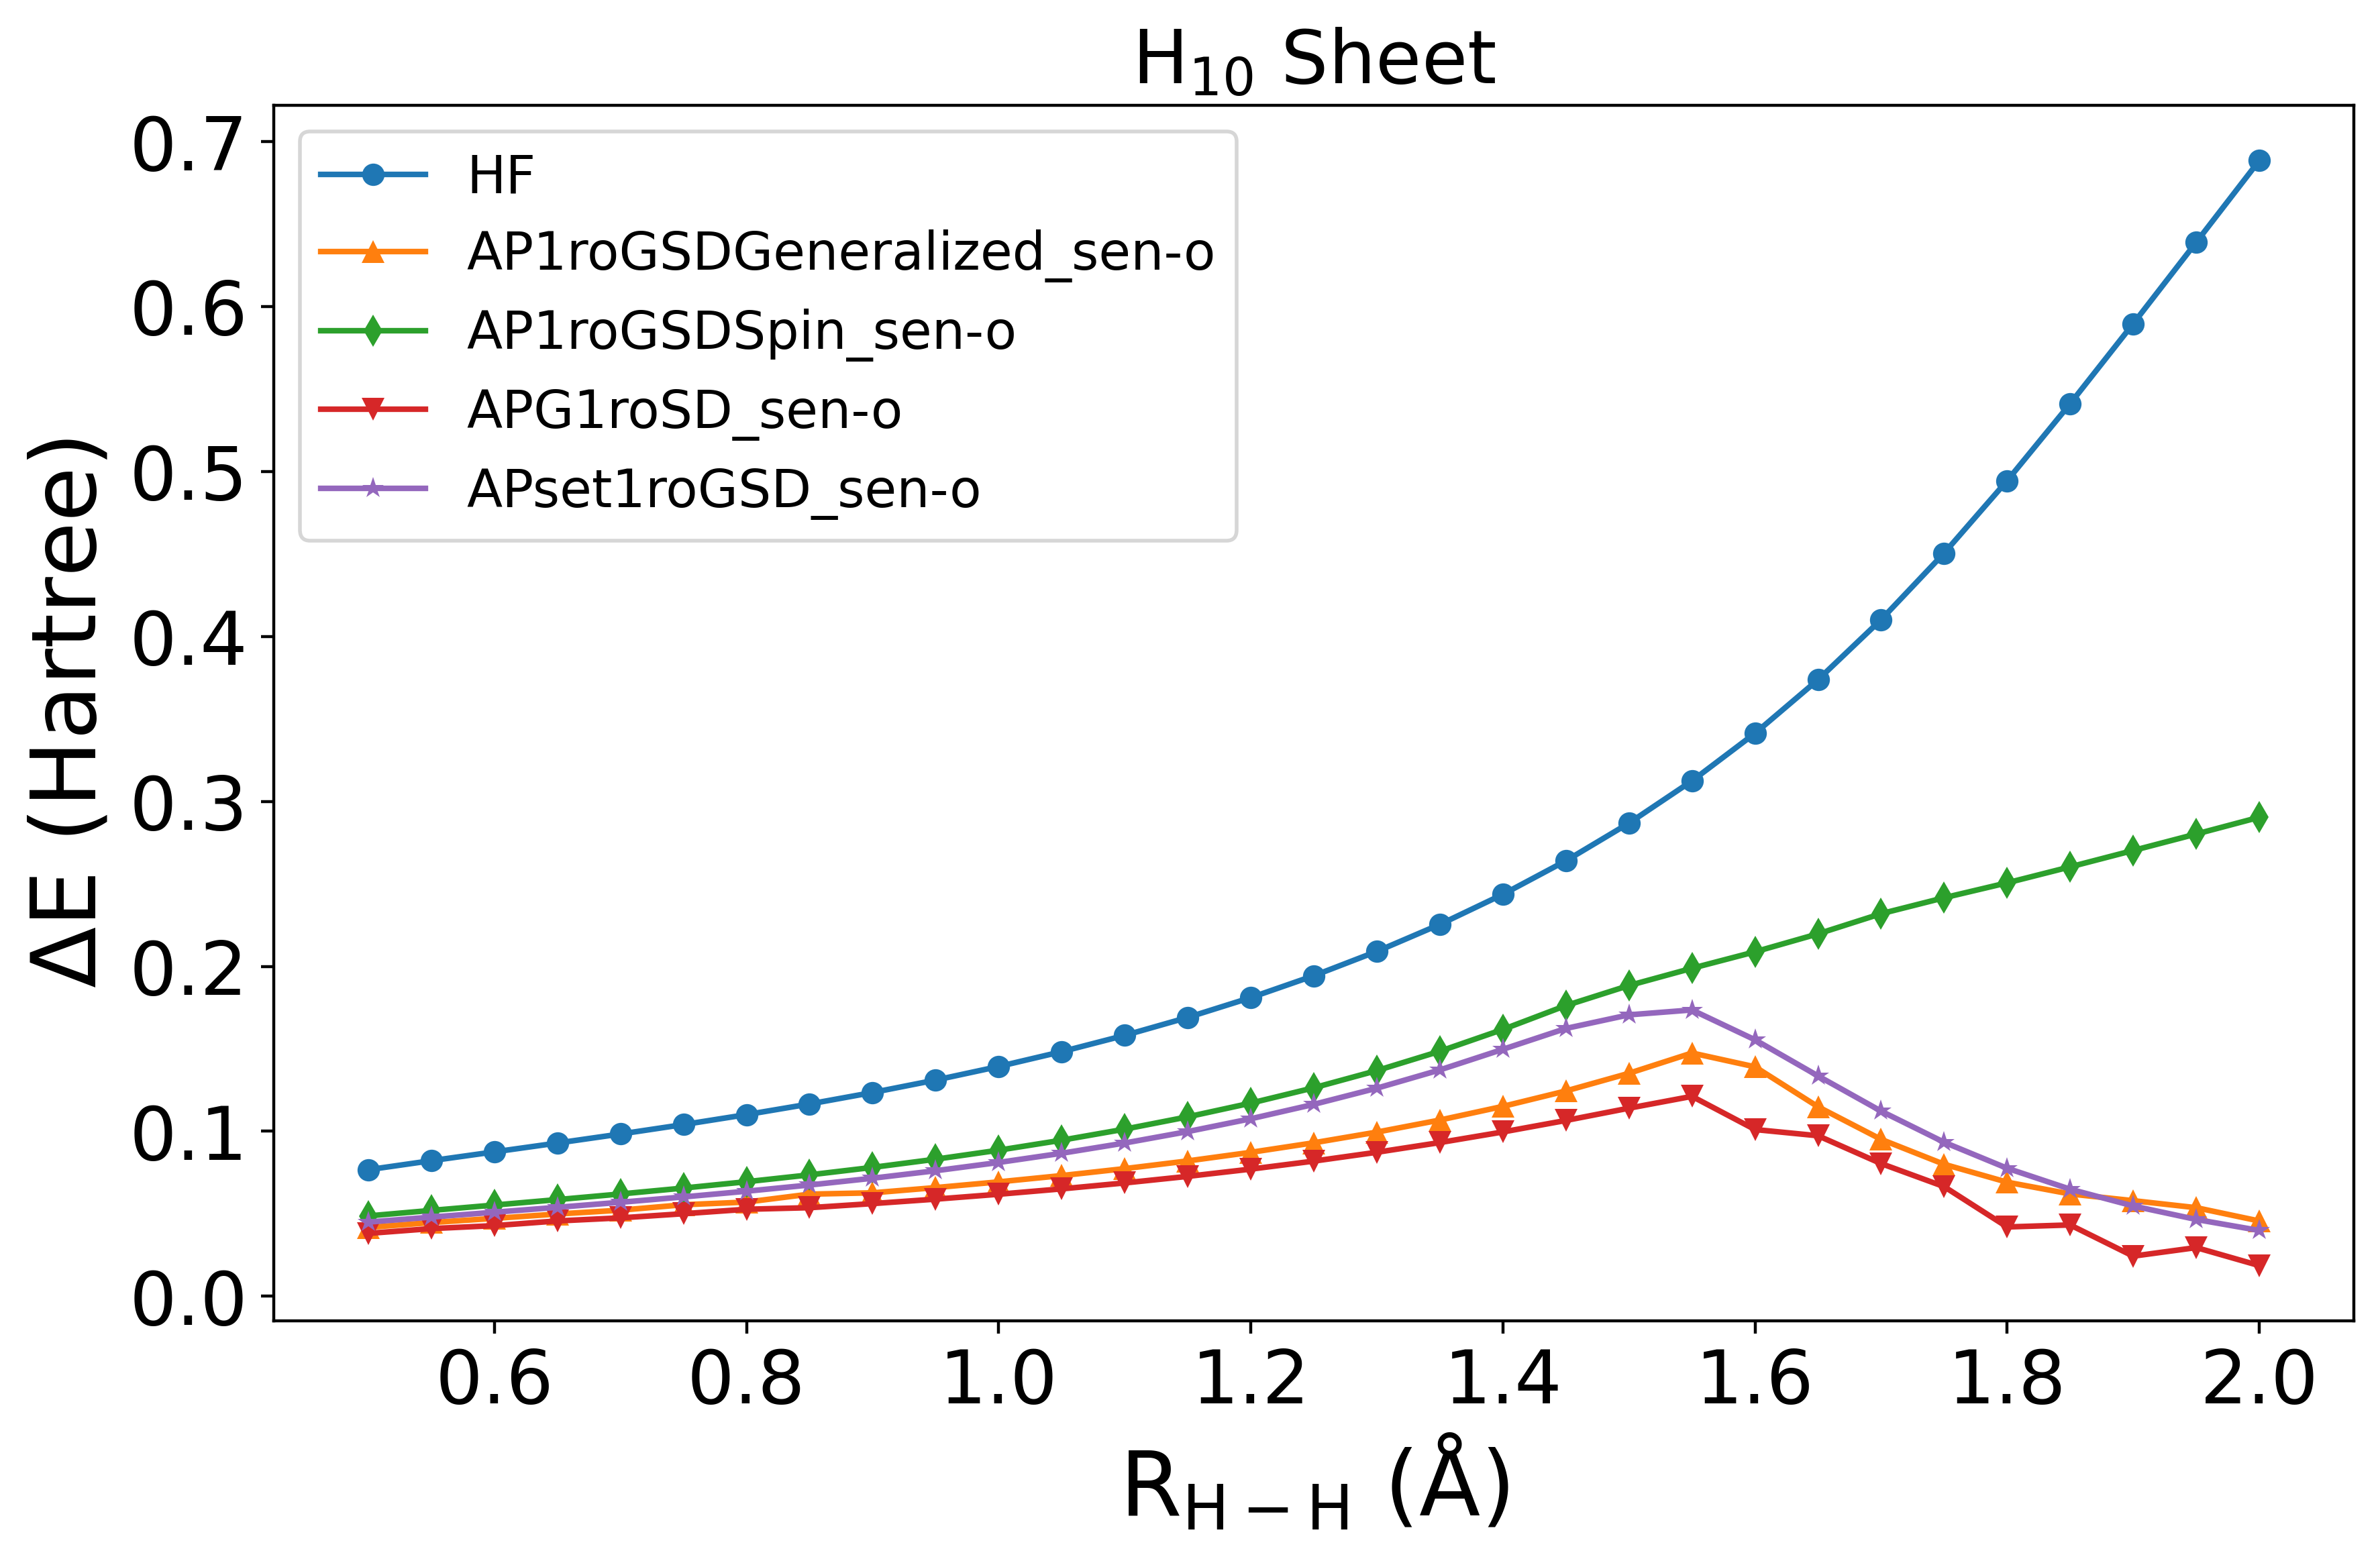 H₁₀ Sheet
0.7
0.6
0.5
0.4
0.3
0.2
0.1
0.0
ΔE (Hartree)
HF
AP1roGSDGeneralized_sen-o
AP1roGSDSpin_sen-o
APG1roSD_sen-o
APset1roGSD_sen-o
0.6 0.8 1.0 1.2 1.4 1.6 1.8 2.0
R_H−H (Å)